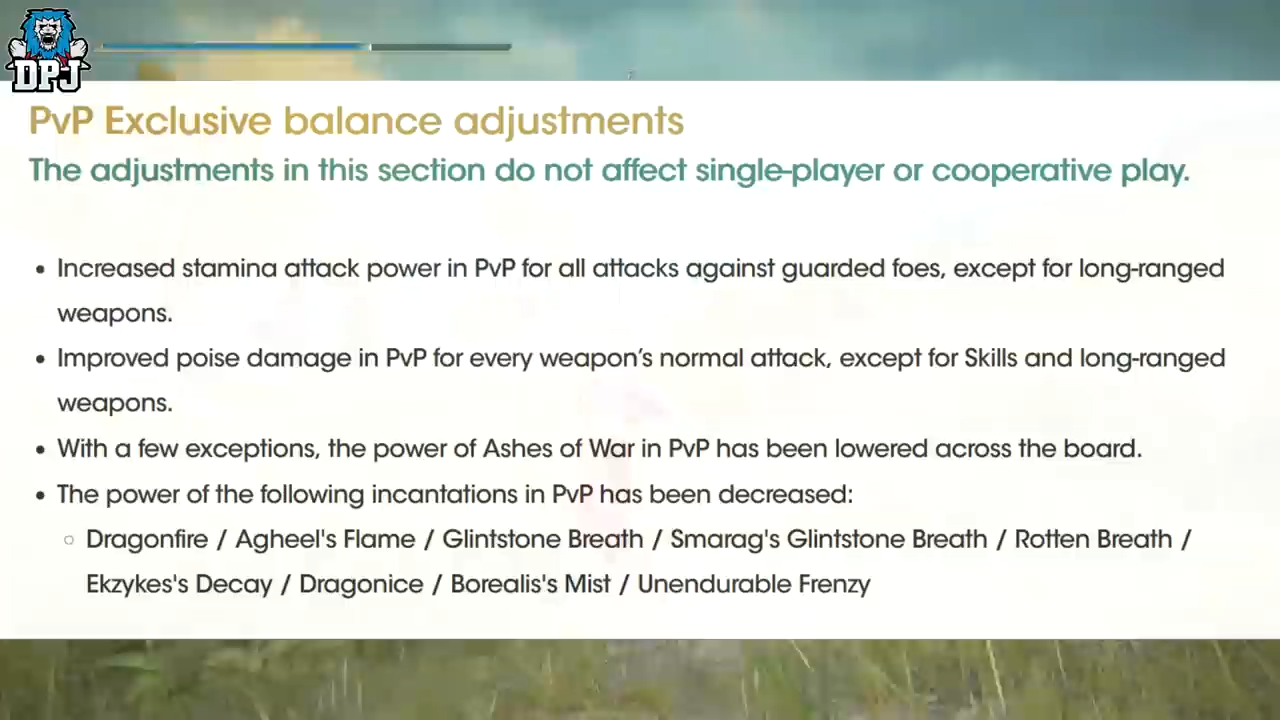 DPJ
PvP Exclusive balance adjustments
The adjustments in this section do not affect single-player or cooperative play.
• Increased stamina attack power in PvP for all attacks against guarded foes, except for long-ranged
weapons.
• Improved poise damage in PvP for every weapon's normal attack, except for Skills and long-ranged
weapons.
• With a few exceptions, the power of Ashes of War in PvP has been lowered across the board.
• The power of the following incantations in PvP has been decreased:
○ Dragonfire / Agheel's Flame / Glintstone Breath / Smarag's Glintstone Breath / Rotten Breath /
Ekzykes's Decay / Dragonice / Borealis's Mist / Unendurable Frenzy